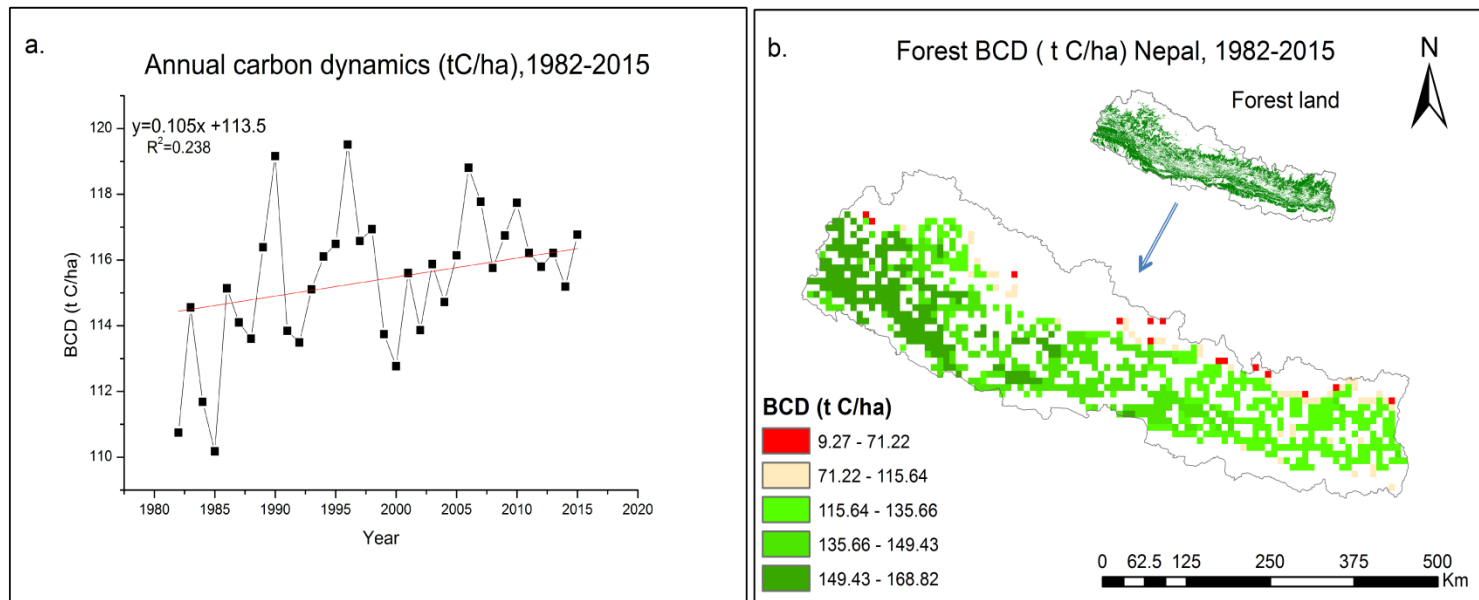 a.
Annual carbon dynamics (tC/ha),1982-2015
y=0.105x +113.5
R²=0.238
BCD (t C/ha)
120
118
116
114
112
110
1980 1985 1990 1995 2000 2005 2010 2015 2020
Year
b.
Forest BCD ( t C/ha) Nepal, 1982-2015
N
Forest land
BCD (t C/ha)
9.27 - 71.22
71.22 - 115.64
115.64 - 135.66
135.66 - 149.43
149.43 - 168.82
0 62.5 125 250 375 500
Km